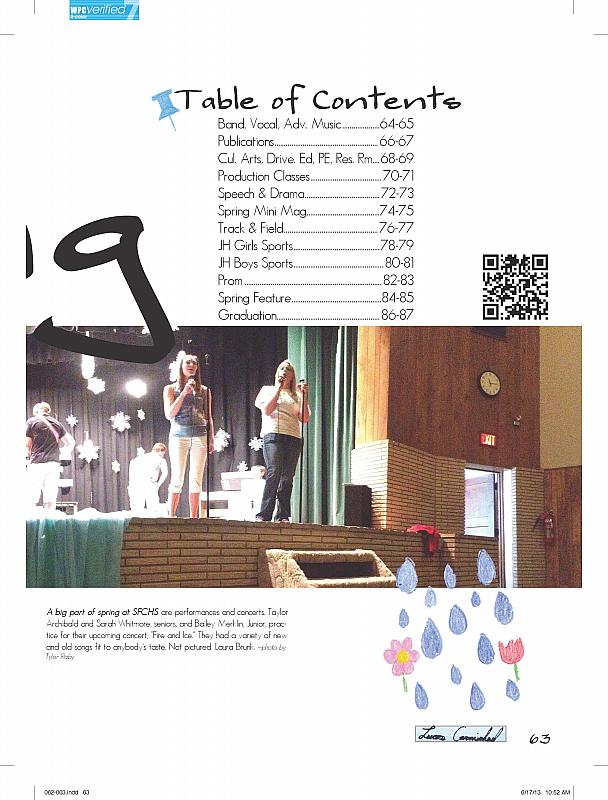 WPC verified 7
4-color
Table of Contents
Band, Vocal, Adv. Music..................64-65
Publications.................................................66-67
Cul. Arts, Drive. Ed, PE, Res. Rm...68-69
Production Classes..................................70-71
Speech & Drama...................................72-73
Spring Mini Mag..................................74-75
Track & Field...........................................76-77
JH Girls Sports........................................78-79
JH Boys Sports........................................80-81
Prom..............................................................82-83
Spring Feature.........................................84-85
Graduation................................................86-87
g
EXIT
A big part of spring at SFCHS are performances and concerts. Taylor
Archibald and Sarah Whitmore, seniors, and Bailey Merklin, Junior, prac-
tice for their upcoming concert, "Fire and Ice." They had a variety of new
and old songs fit to anybody's taste. Not pictured: Laura Brunk. ~photo by
Tyler Raby
63
062-063.indd 63
6/17/13 10:52 AM